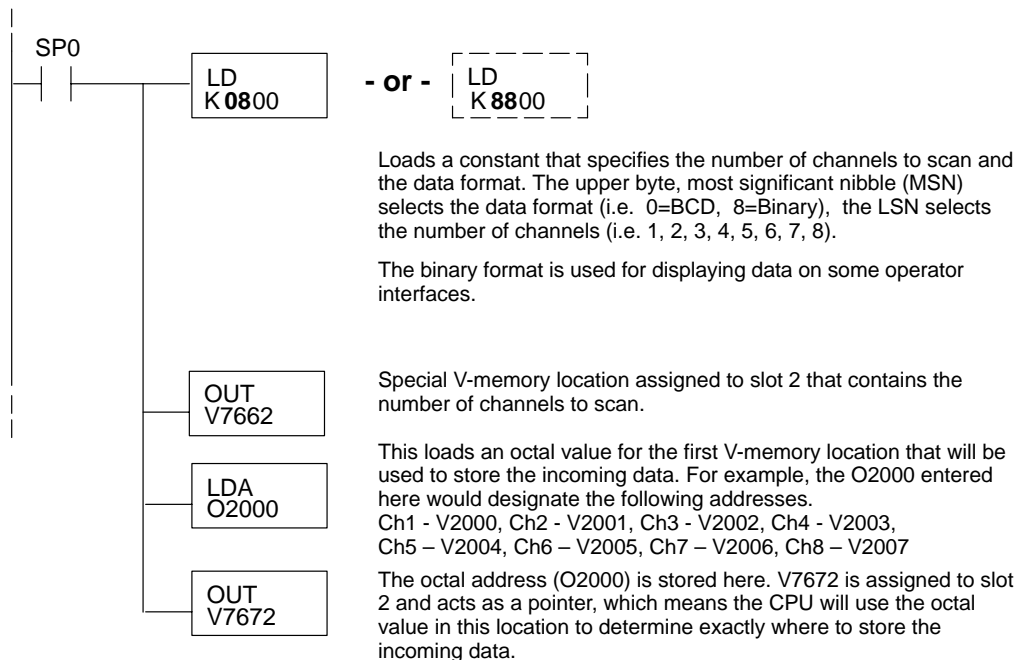 SP0
LD
K 0800
- or -
LD
K 8800
Loads a constant that specifies the number of channels to scan and
the data format. The upper byte, most significant nibble (MSN)
selects the data format (i.e. 0=BCD, 8=Binary), the LSN selects
the number of channels (i.e. 1, 2, 3, 4, 5, 6, 7, 8).
The binary format is used for displaying data on some operator
interfaces.
OUT
V7662
Special V-memory location assigned to slot 2 that contains the
number of channels to scan.
LDA
O2000
This loads an octal value for the first V-memory location that will be
used to store the incoming data. For example, the O2000 entered
here would designate the following addresses.
Ch1 - V2000, Ch2 - V2001, Ch3 - V2002, Ch4 - V2003,
Ch5 – V2004, Ch6 – V2005, Ch7 – V2006, Ch8 – V2007
OUT
V7672
The octal address (O2000) is stored here. V7672 is assigned to slot
2 and acts as a pointer, which means the CPU will use the octal
value in this location to determine exactly where to store the
incoming data.